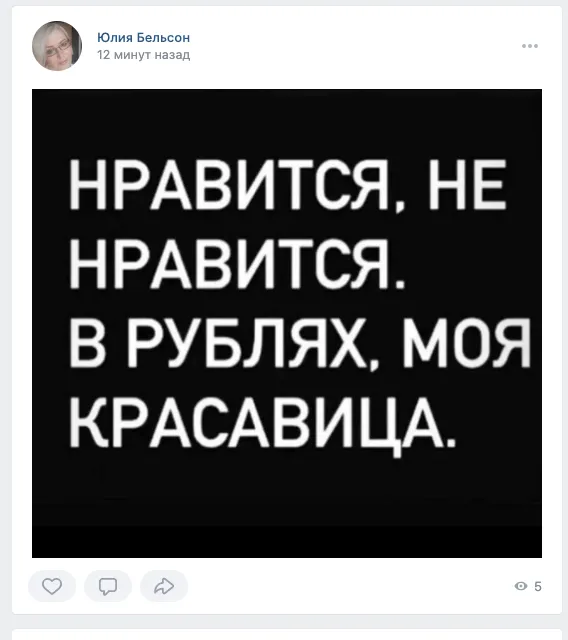 Юлия Бельсон
12 минут назад
НРАВИТСЯ, НЕ
НРАВИТСЯ.
В РУБЛЯХ, МОЯ
КРАСАВИЦА.
5